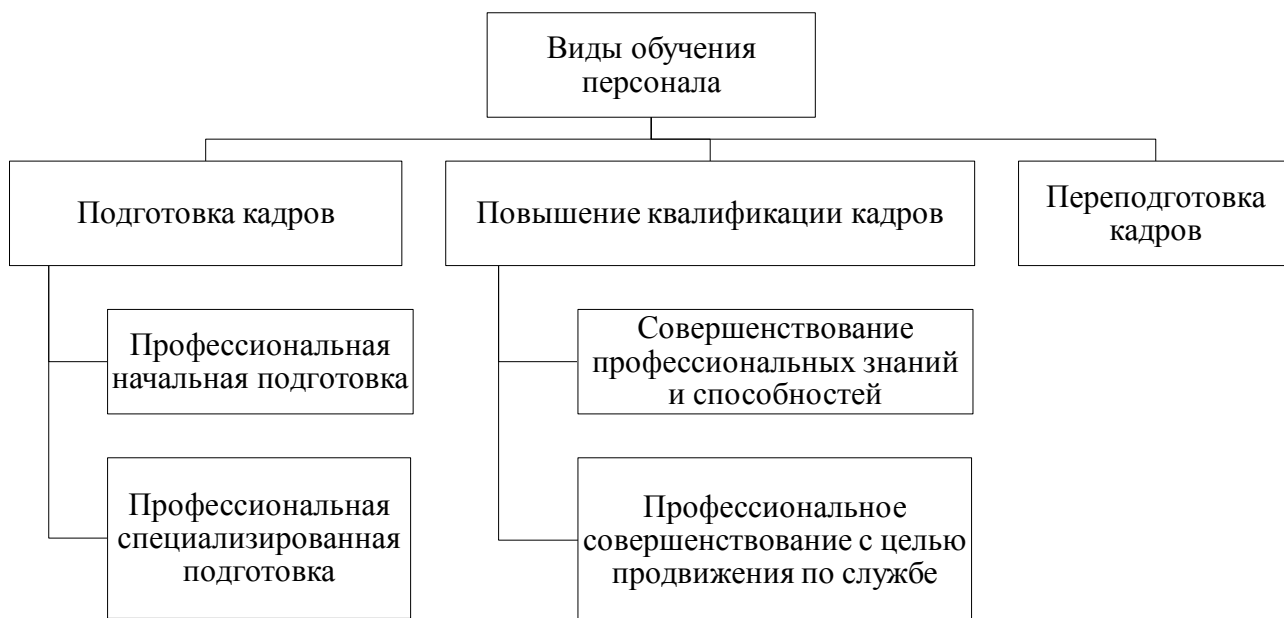 Виды обучения
персонала
Подготовка кадров
Повышение квалификации кадров
Переподготовка
кадров
Профессиональная
начальная подготовка
Совершенствование
профессиональных знаний
и способностей
Профессиональная
специализированная
подготовка
Профессиональное
совершенствование с целью
продвижения по службе